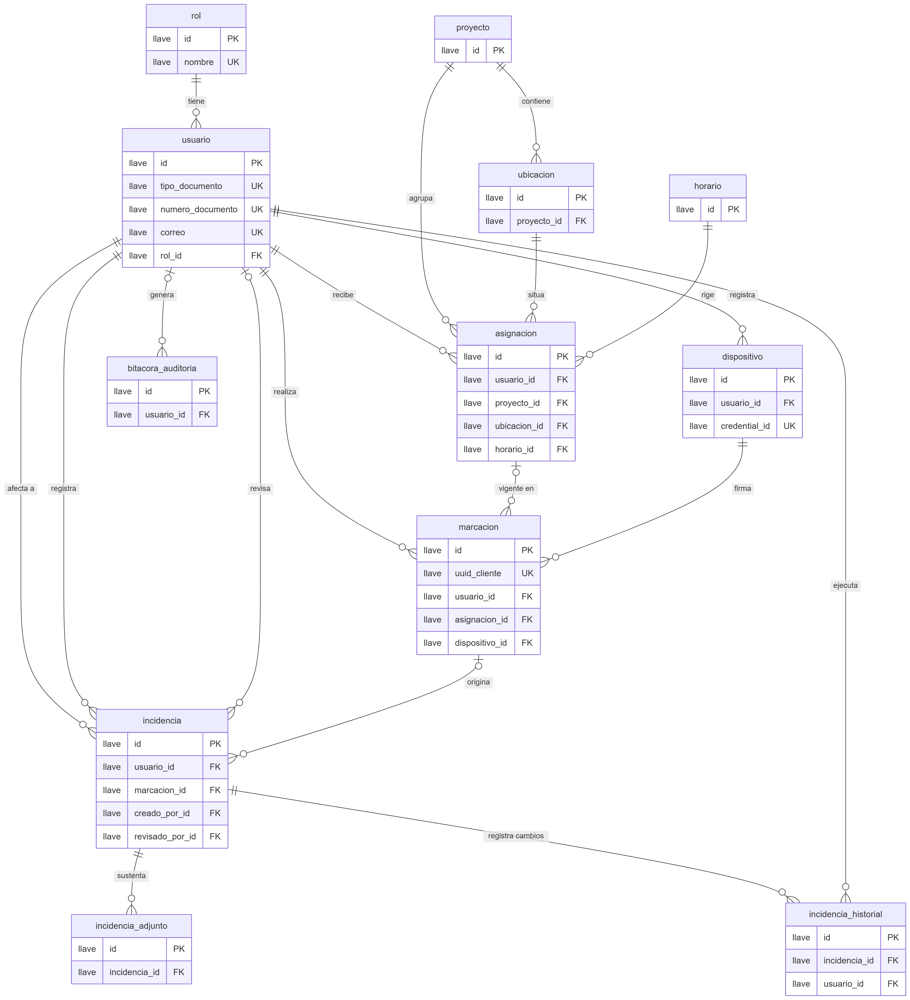 rol
llave id PK
llave nombre UK
proyecto
llave id PK
tiene
contiene
usuario
llave id PK
llave tipo_documento UK
llave numero_documento UK
llave correo UK
llave rol_id FK
agrupa
ubicacion
llave id PK
llave proyecto_id FK
horario
llave id PK
genera
recibe
situa
rige
registra
bitacora_auditoria
llave id PK
llave usuario_id FK
realiza
asignacion
llave id PK
llave usuario_id FK
llave proyecto_id FK
llave ubicacion_id FK
llave horario_id FK
dispositivo
llave id PK
llave usuario_id FK
llave credential_id UK
afecta a
registra
revisa
vigente en
firma
marcacion
llave id PK
llave uuid_cliente UK
llave usuario_id FK
llave asignacion_id FK
llave dispositivo_id FK
ejecuta
origina
incidencia
llave id PK
llave usuario_id FK
llave marcacion_id FK
llave creado_por_id FK
llave revisado_por_id FK
registra cambios
sustenta
incidencia_adjunto
llave id PK
llave incidencia_id FK
incidencia_historial
llave id PK
llave incidencia_id FK
llave usuario_id FK